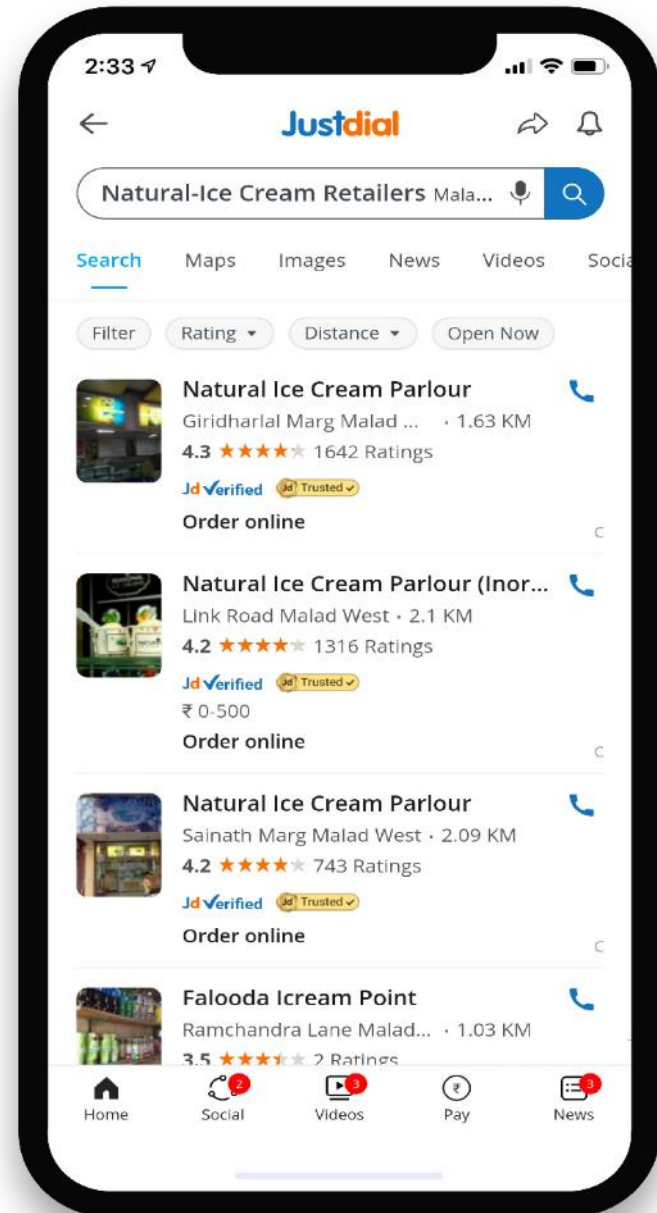 2:33
Justdial
Natural-Ice Cream Retailers Mala...
Search Maps Images News Videos Socia
Filter Rating Distance Open Now
Natural Ice Cream Parlour
Giridharlal Marg Malad ... · 1.63 KM
4.3 1642 Ratings
Jd Verified Jd Trusted
Order online
Natural Ice Cream Parlour (Inor...
Link Road Malad West · 2.1 KM
4.2 1316 Ratings
Jd Verified Jd Trusted
₹ 0-500
Order online
Natural Ice Cream Parlour
Sainath Marg Malad West · 2.09 KM
4.2 743 Ratings
Jd Verified Jd Trusted
Order online
Falooda Icream Point
Ramchandra Lane Malad... · 1.03 KM
3.5 2 Ratings
2 3 ₹ 3
Home Social Videos Pay News